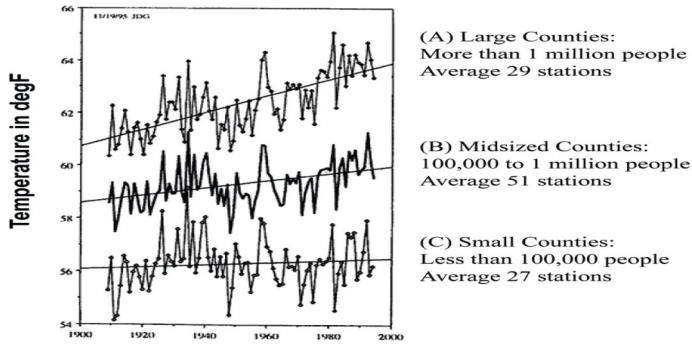 11/19/95 JDG
66
64
62
60
58
56
54
1900
1920
1940
1960
1980
2000
Temperature in degF
(A) Large Counties:
More than 1 million people
Average 29 stations
(B) Midsized Counties:
100,000 to 1 million people
Average 51 stations
(C) Small Counties:
Less than 100,000 people
Average 27 stations